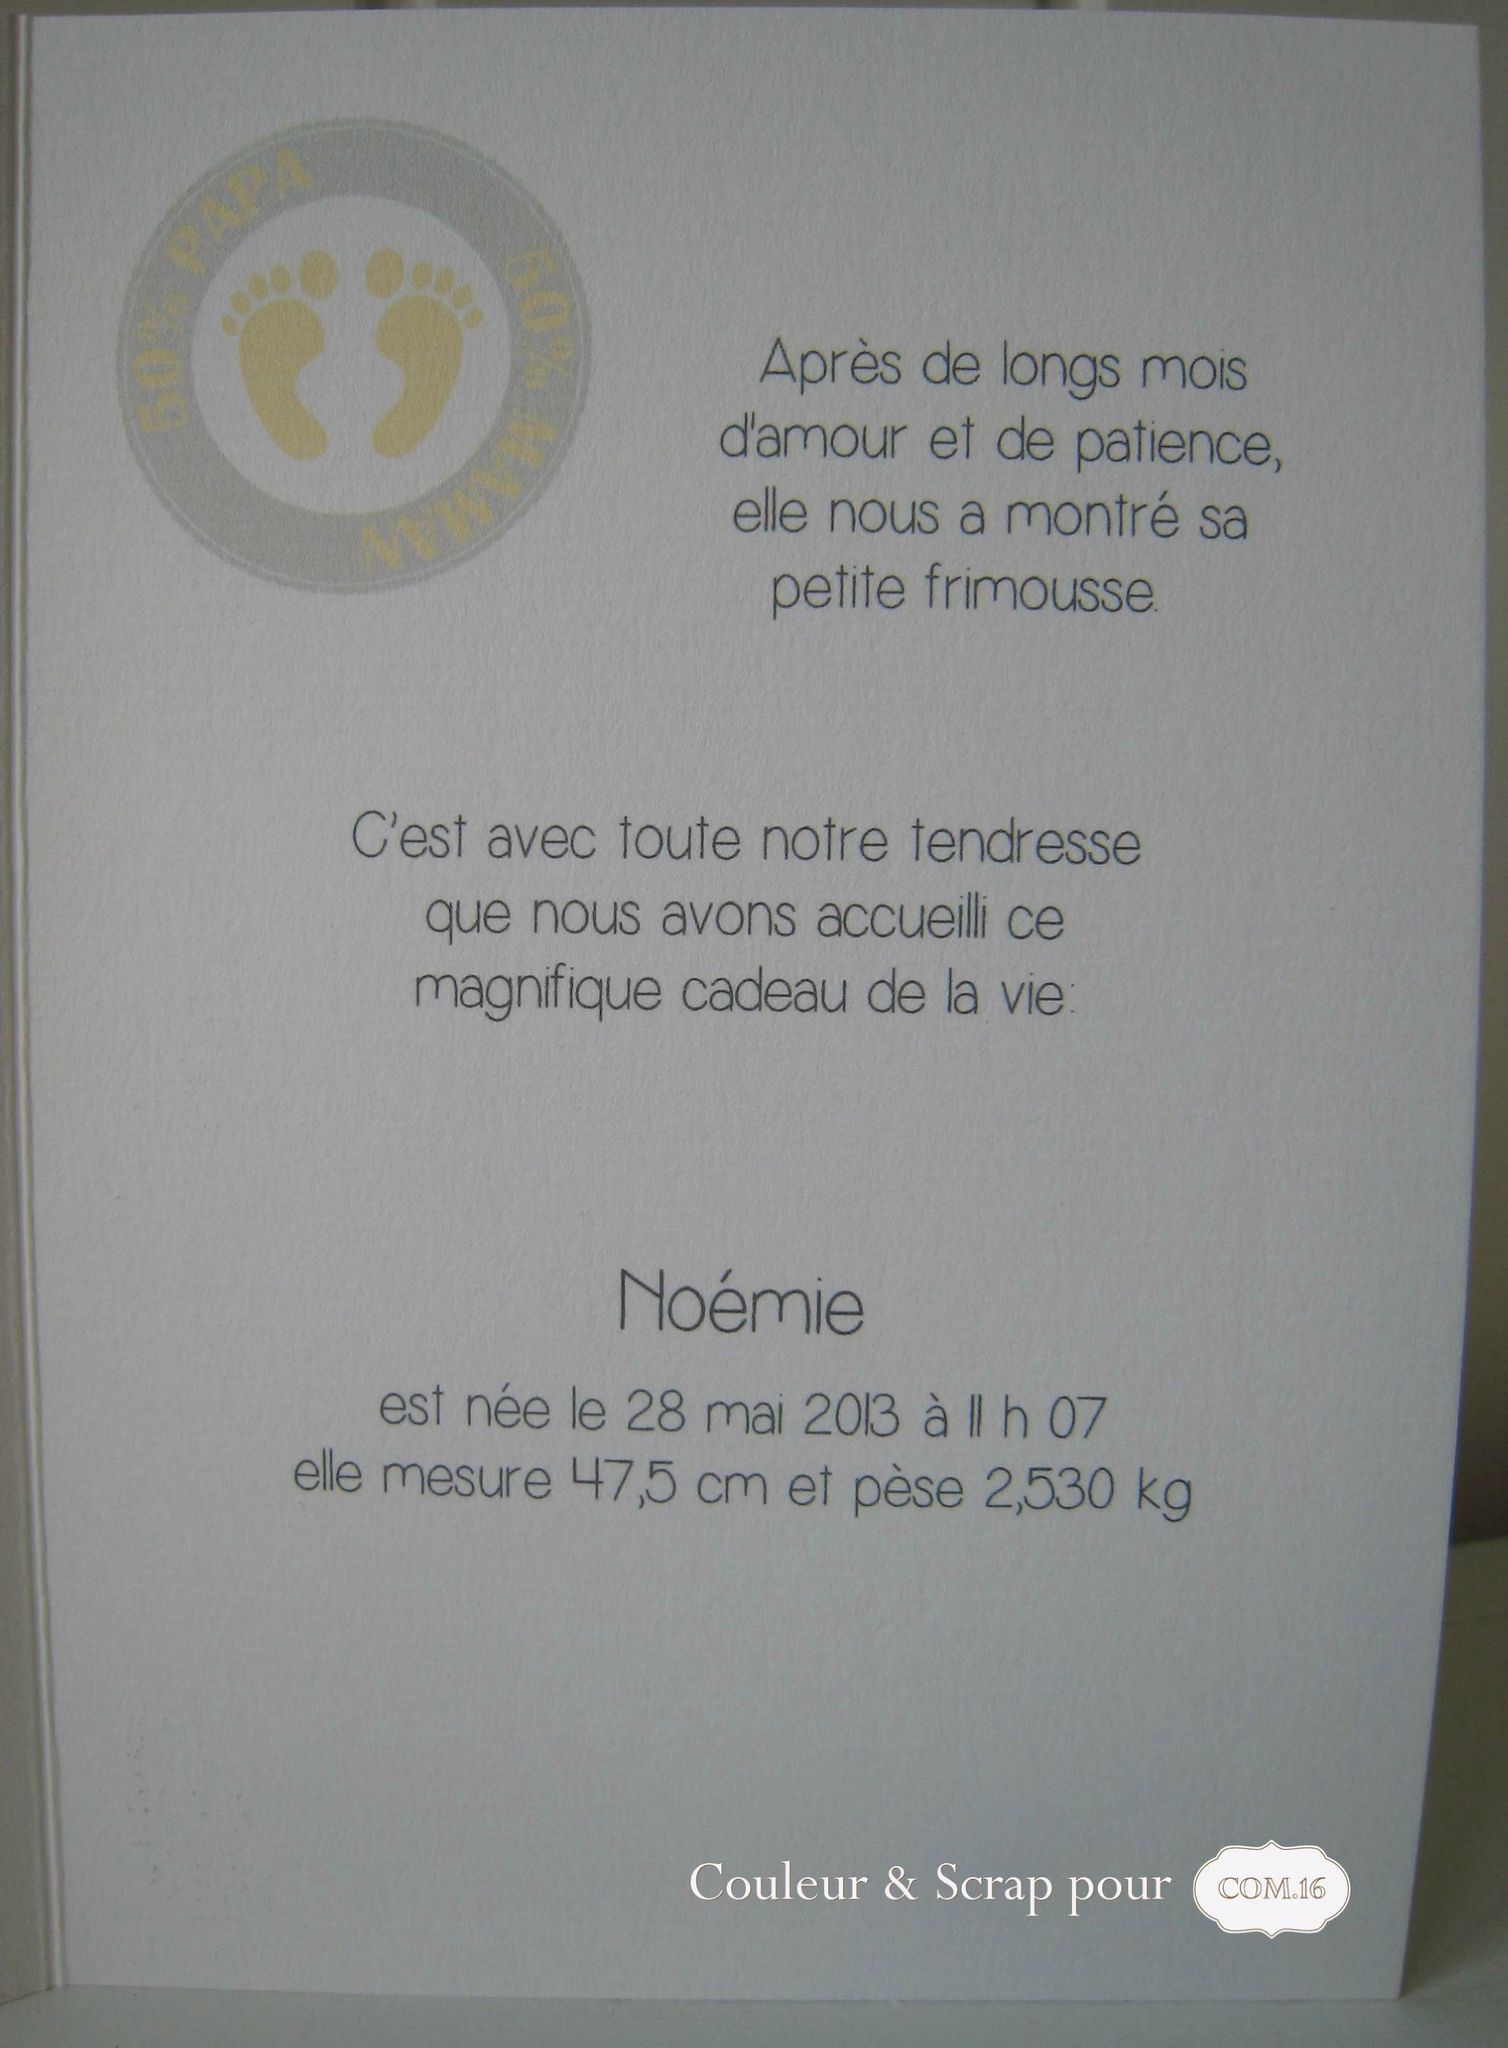 50% PAPA
50% MAMAN
Après de longs mois
d'amour et de patience,
elle nous a montré sa
petite frimousse.
C'est avec toute notre tendresse
que nous avons accueilli ce
magnifique cadeau de la vie:
Noémie
est née le 28 mai 2013 à 11 h 07
elle mesure 47,5 cm et pèse 2,530 kg
Couleur & Scrap pour COM.16